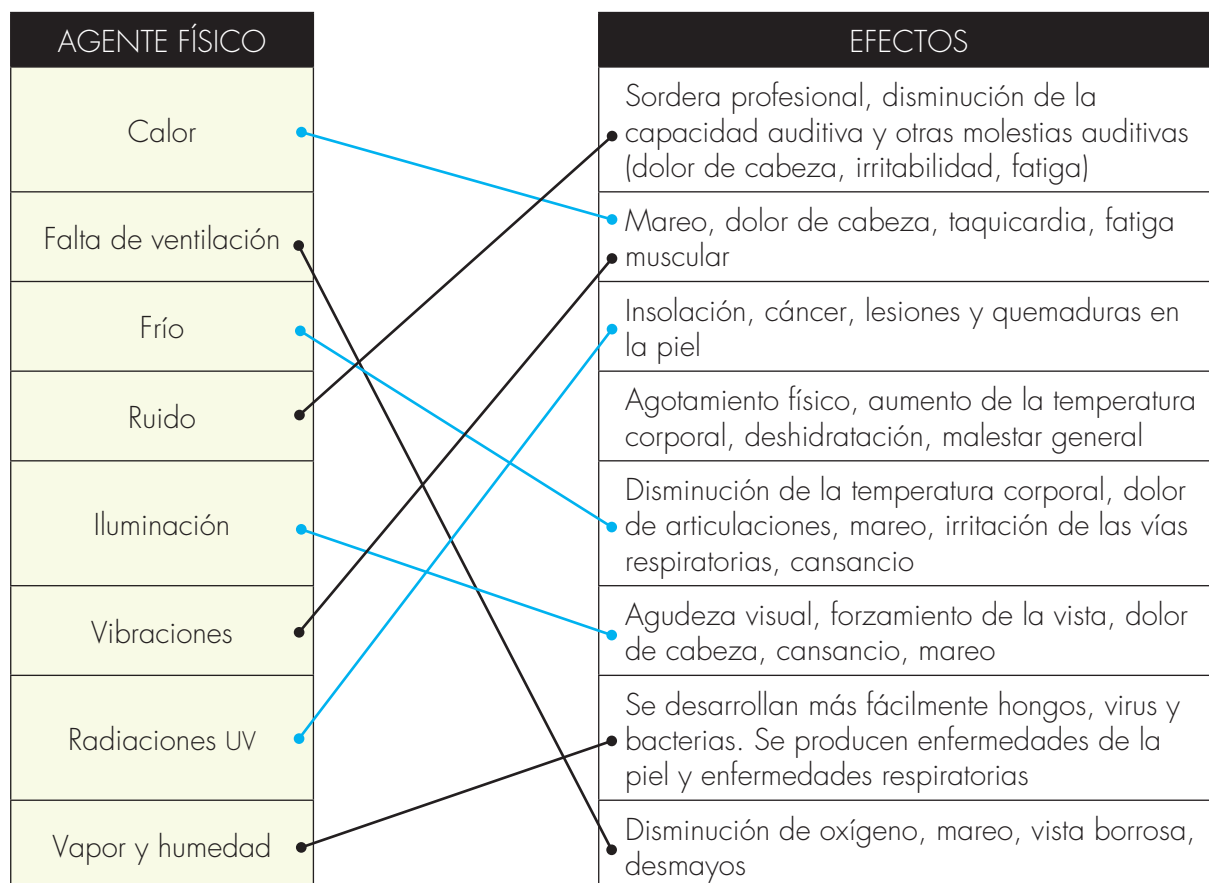 AGENTE FÍSICO
Calor
Falta de ventilación
Frío
Ruido
Iluminación
Vibraciones
Radiaciones UV
Vapor y humedad
EFECTOS
Sordera profesional, disminución de la
capacidad auditiva y otras molestias auditivas
(dolor de cabeza, irritabilidad, fatiga)
Mareo, dolor de cabeza, taquicardia, fatiga
muscular
Insolación, cáncer, lesiones y quemaduras en
la piel
Agotamiento físico, aumento de la temperatura
corporal, deshidratación, malestar general
Disminución de la temperatura corporal, dolor
de articulaciones, mareo, irritación de las vías
respiratorias, cansancio
Agudeza visual, forzamiento de la vista, dolor
de cabeza, cansancio, mareo
Se desarrollan más fácilmente hongos, virus y
bacterias. Se producen enfermedades de la
piel y enfermedades respiratorias
Disminución de oxígeno, mareo, vista borrosa,
desmayos